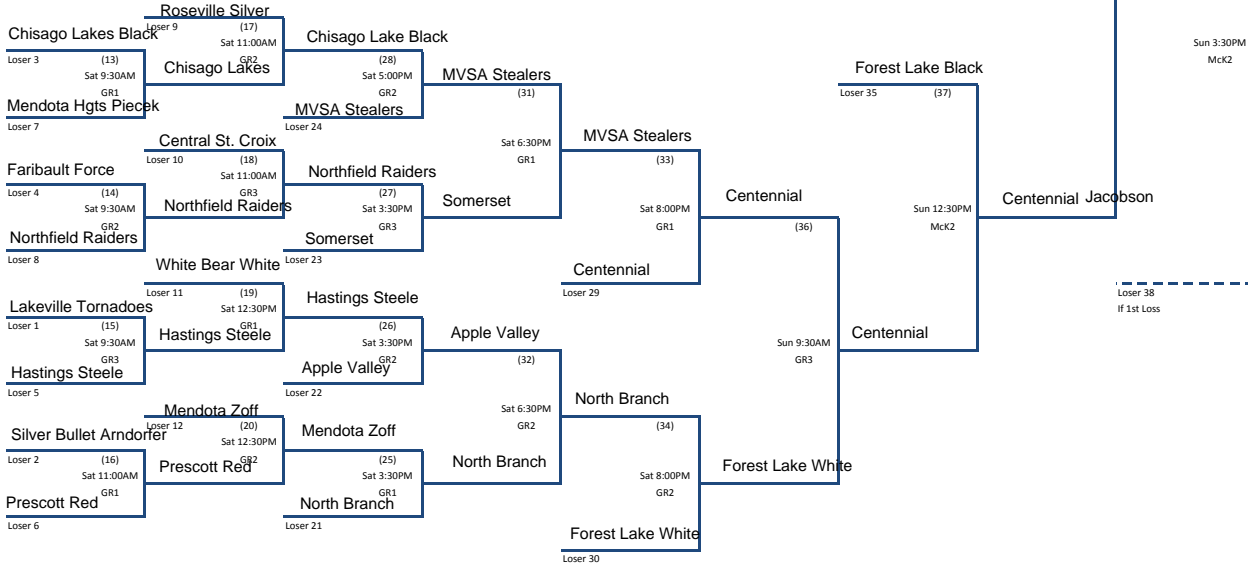 Roseville Silver
Loser 9
(17)
Sat 11:00AM
GR2
Chisago Lakes Black
Loser 3
(13)
Sat 9:30AM
GR1
Chisago Lakes
Mendota Hgts Piecek
Loser 7
Chisago Lake Black
(28)
Sat 5:00PM
GR2
MVSA Stealers
Loser 24
MVSA Stealers
(31)
Sat 6:30PM
GR1
Central St. Croix
Loser 10
(18)
Sat 11:00AM
GR3
Faribault Force
Loser 4
(14)
Sat 9:30AM
GR2
Northfield Raiders
Northfield Raiders
Loser 8
Northfield Raiders
(27)
Sat 3:30PM
GR3
Somerset
Loser 23
Somerset
MVSA Stealers
(33)
Sat 8:00PM
GR1
Centennial
Loser 29
Centennial
(36)
Sun 9:30AM
GR3
White Bear White
Loser 11
(19)
Sat 12:30PM
GR1
Lakeville Tornadoes
Loser 1
(15)
Sat 9:30AM
GR3
Hastings Steele
Hastings Steele
Loser 5
Hastings Steele
(26)
Sat 3:30PM
GR2
Apple Valley
Loser 22
Apple Valley
(32)
Sat 6:30PM
GR2
Mendota Zoff
Loser 12
(20)
Sat 12:30PM
GR2
Silver Bullet Arndorfer
Loser 2
(16)
Sat 11:00AM
GR1
Prescott Red
Prescott Red
Loser 6
Mendota Zoff
(25)
Sat 3:30PM
GR1
North Branch
Loser 21
North Branch
North Branch
(34)
Sat 8:00PM
GR2
Forest Lake White
Loser 30
Forest Lake White
Centennial
Forest Lake Black
Loser 35
(37)
Sun 12:30PM
McK2
Centennial Jacobson
Sun 3:30PM
McK2
Loser 38
If 1st Loss